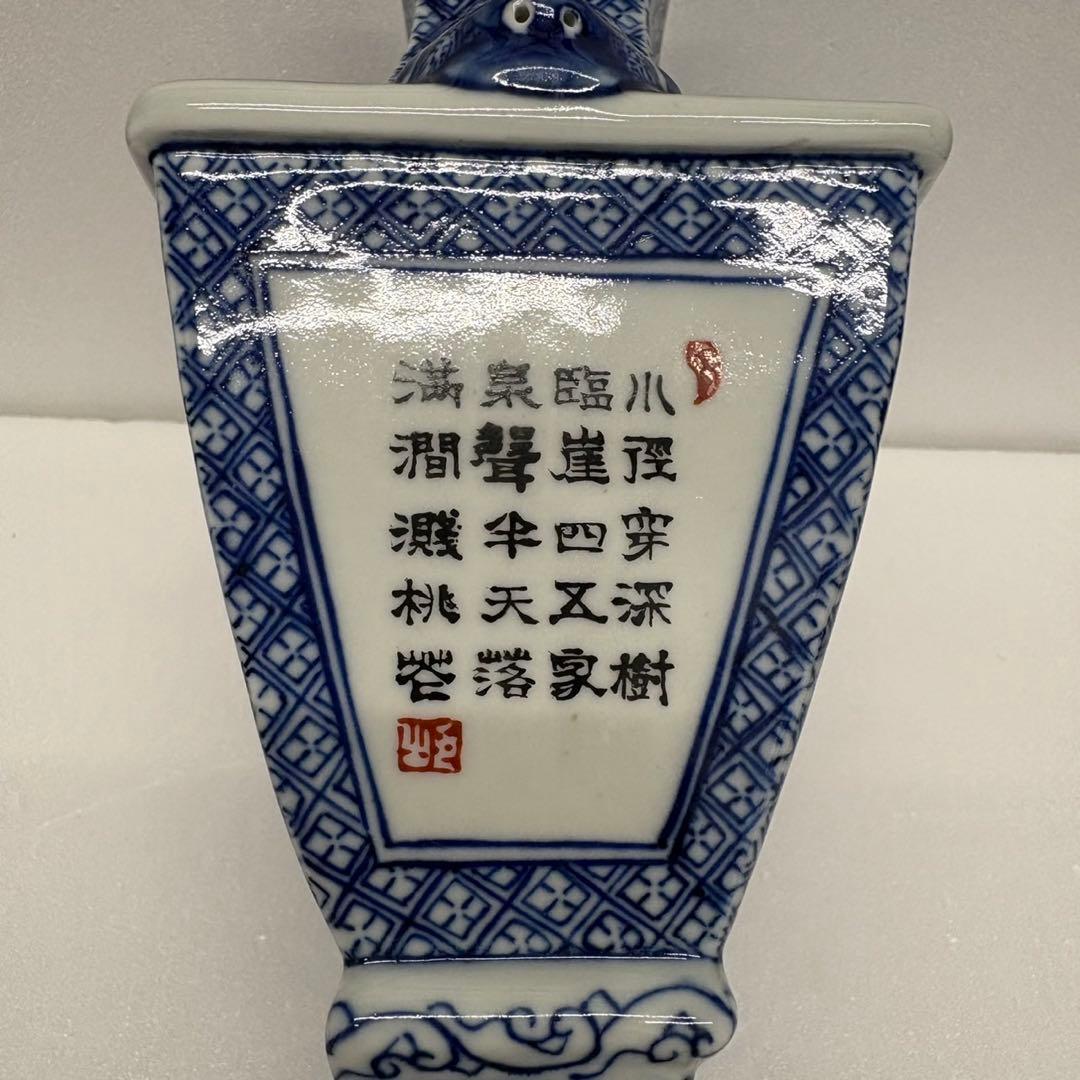 小徑穿深樹
臨崖四五家
泉聲半天落
滿澗濺桃花